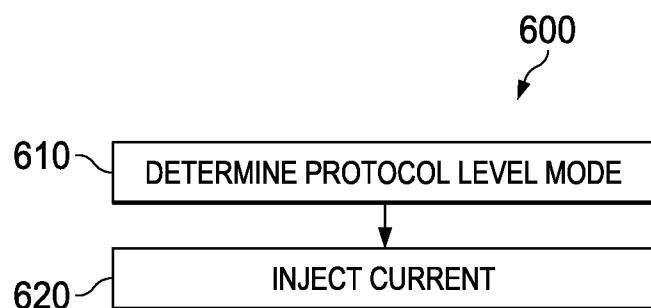 600
610 DETERMINE PROTOCOL LEVEL MODE
620 INJECT CURRENT